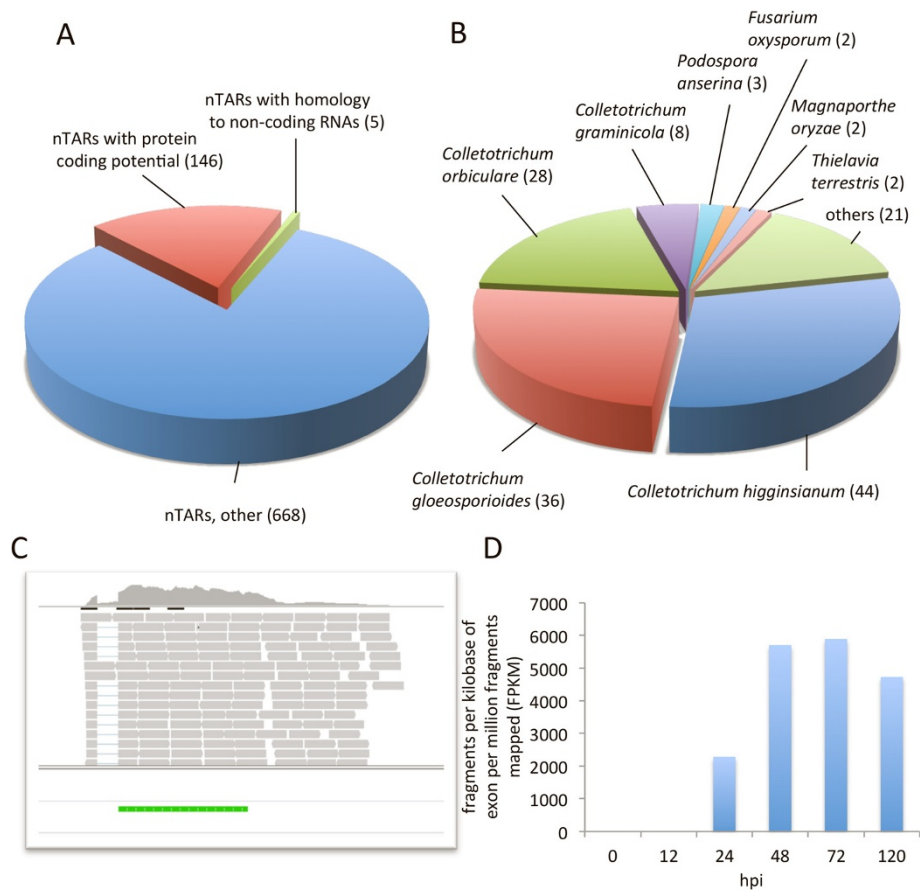 A
nTARs with homology
to non-coding RNAs (5)
nTARs with protein
coding potential (146)
nTARs, other (668)
B
Fusarium
oxysporum (2)
Podospora
anserina (3)
Colletotrichum
graminicola (8)
Magnaporthe
oryzae (2)
Colletotrichum
orbiculare (28)
Thielavia
terrestris (2)
others (21)
Colletotrichum
gloeosporioides (36)
Colletotrichum higginsianum (44)
C
D
fragments per kilobase of
exon per million fragments
mapped (FPKM)
7000
6000
5000
4000
3000
2000
1000
0
0 12 24 48 72 120
hpi